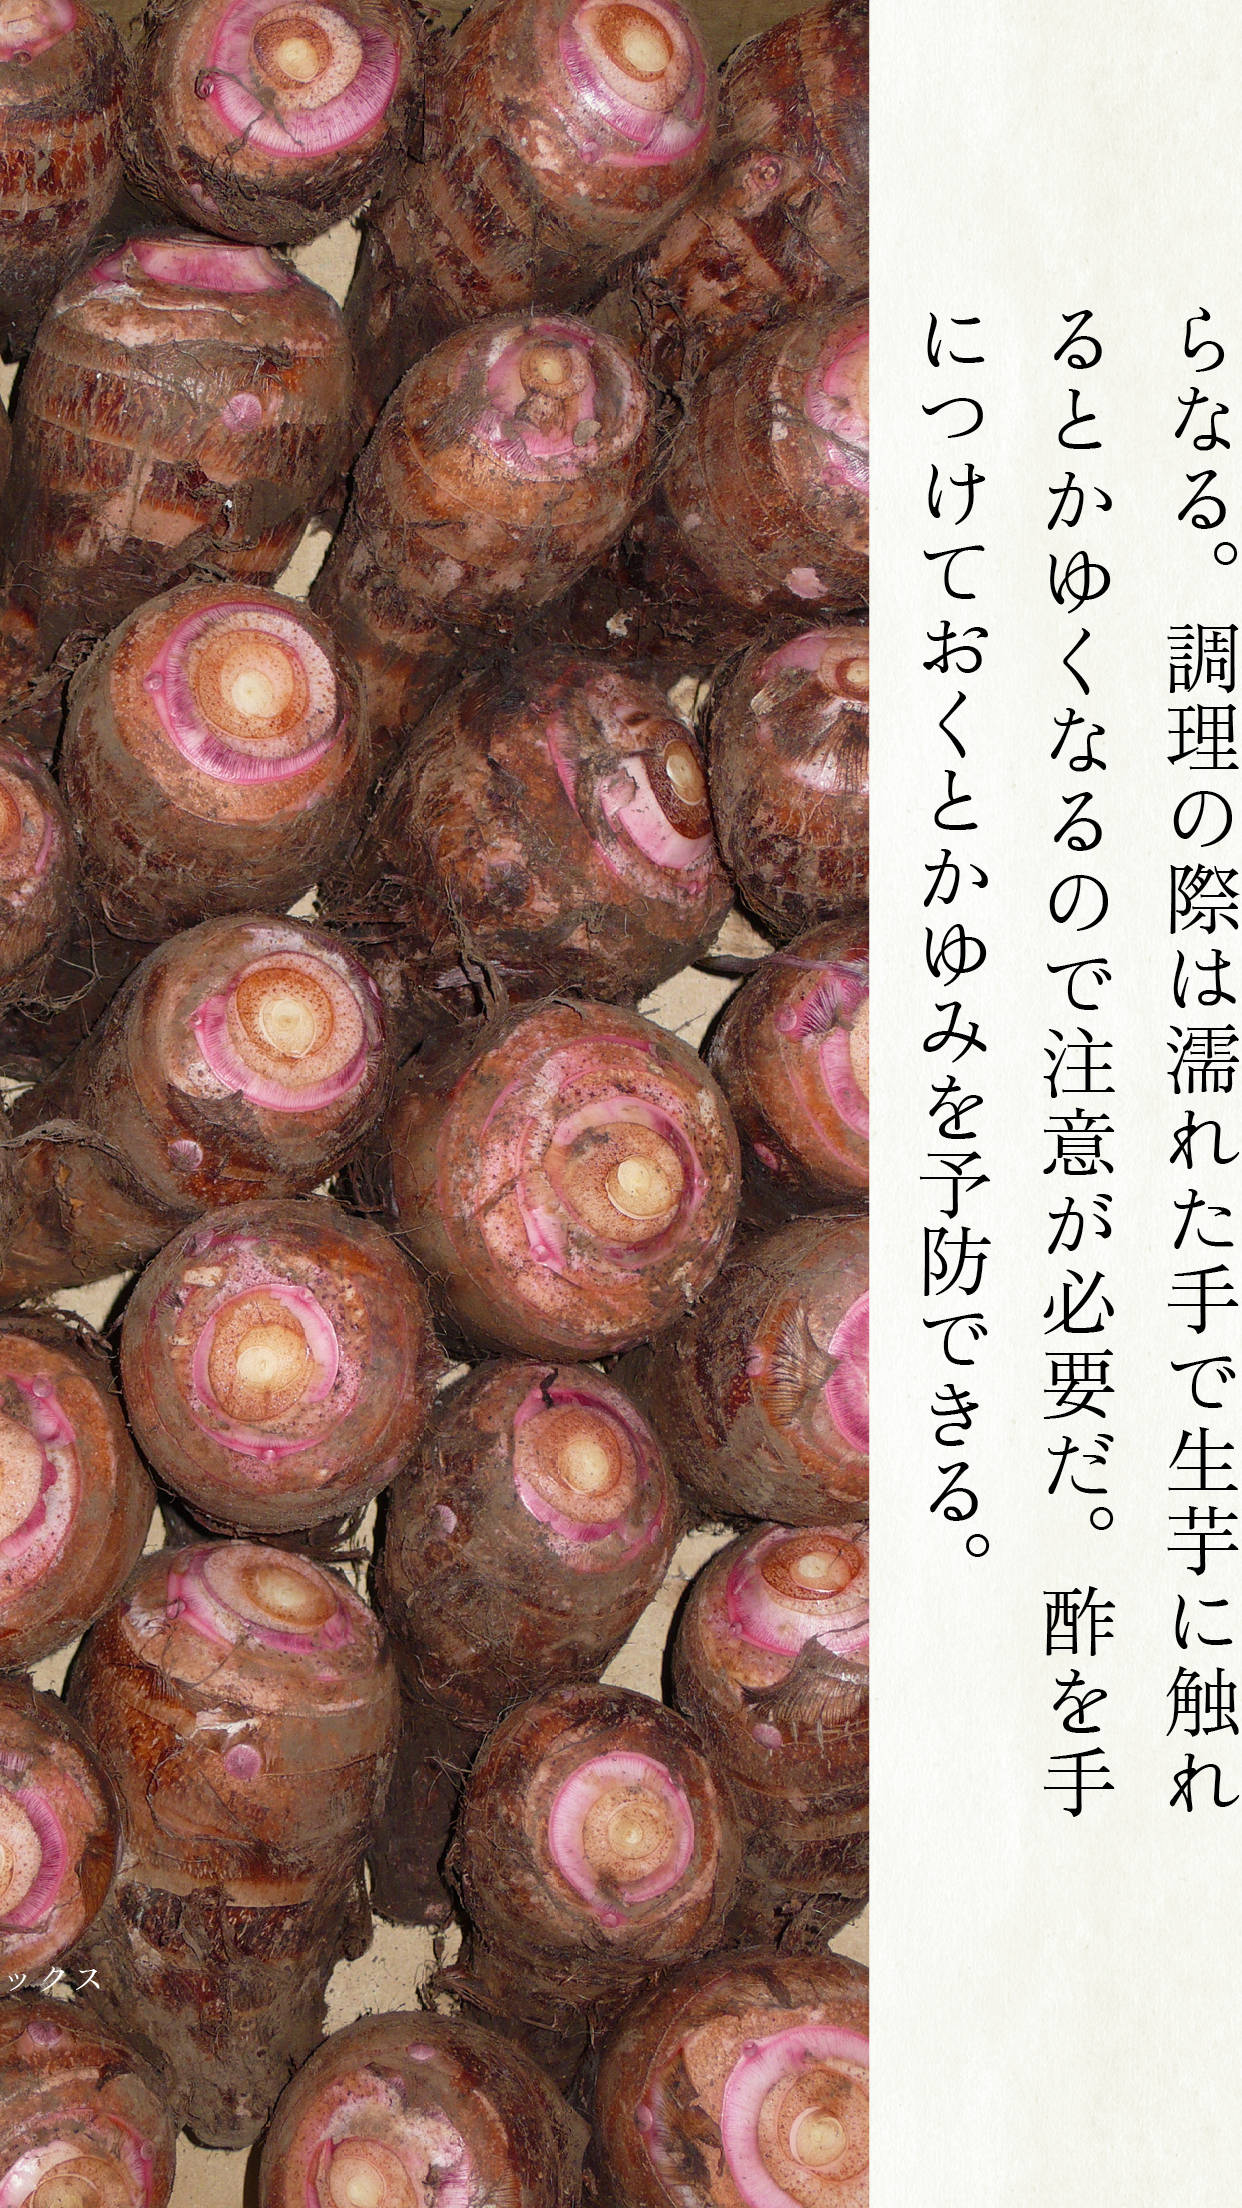 らなる。調理の際は濡れた手で生芋に触れ
るとかゆくなるので注意が必要だ。酢を手
につけておくとかゆみを予防できる。
ックス